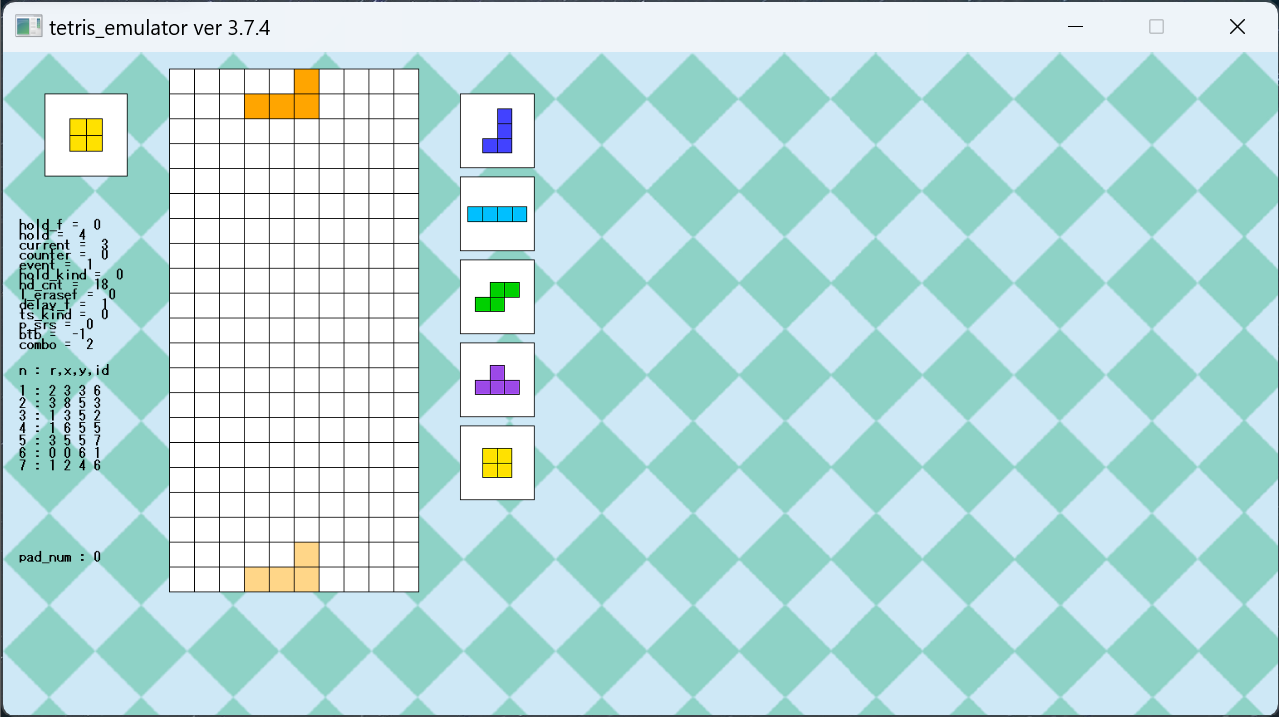 tetris_emulator ver 3.7.4
hold_f = 0
hold = 4
current = 3
counter = 0
event = 1
hold_kind = 0
hd_cnt = 18
l_erasef = 0
delay_f = 1
ts_kind = 0
p_srs = 0
btb = -1
combo = 2
n : r,x,y,id
1 : 2 3 3 6
2 : 3 8 5 3
3 : 1 3 5 2
4 : 1 6 5 5
5 : 3 5 5 7
6 : 0 0 6 1
7 : 1 2 4 6
pad_num : 0